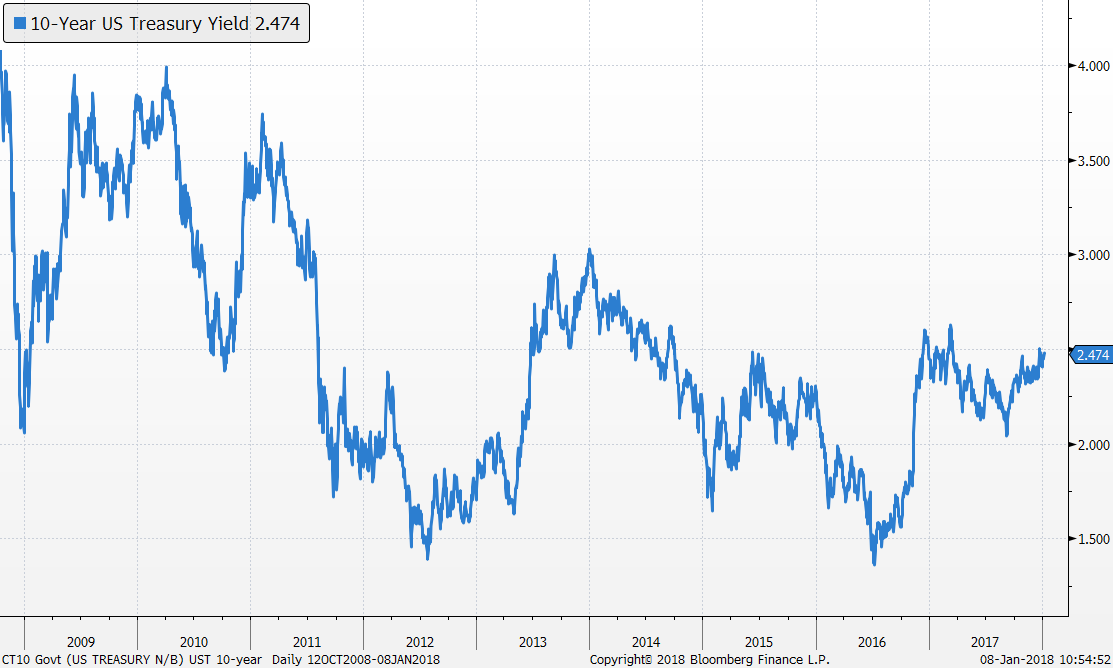 10-Year US Treasury Yield 2.474
4.000
3.500
3.000
2.474
2.000
1.500
2009 2010 2011 2012 2013 2014 2015 2016 2017
CT10 Govt (US TREASURY N/B) UST 10-year Daily 12OCT2008-08JAN2018 Copyright© 2018 Bloomberg Finance L.P. 08-Jan-2018 10:54:52